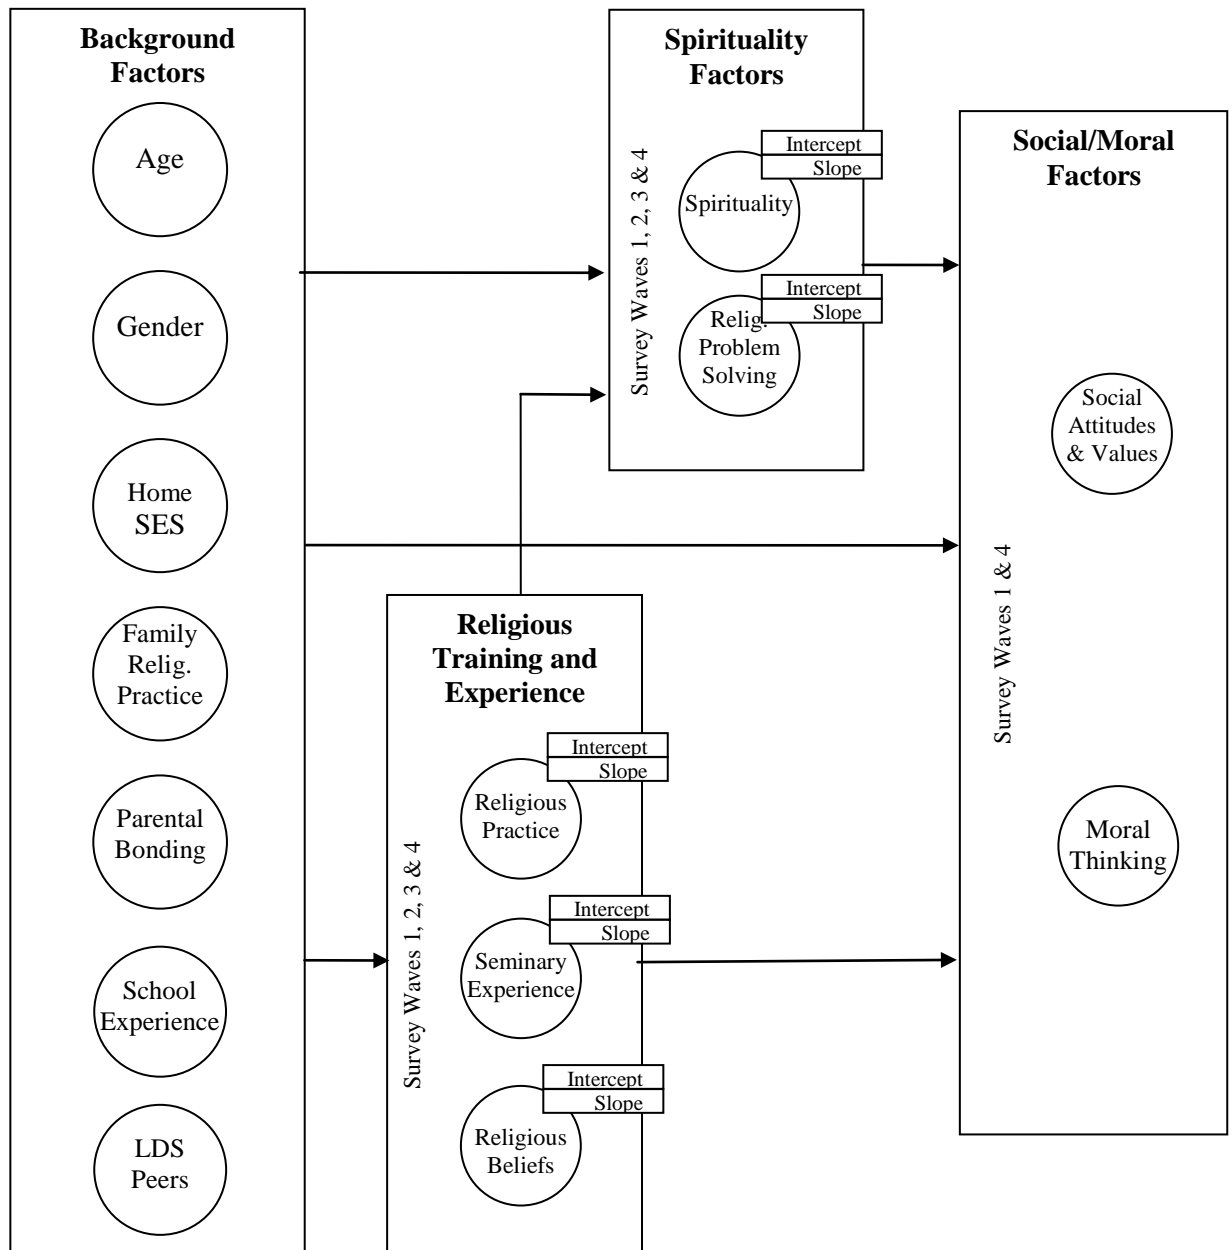 Background
Factors
Age
Gender
Home
SES
Family
Relig.
Practice
Parental
Bonding
School
Experience
LDS
Peers
Spirituality
Factors
Survey Waves 1, 2, 3 & 4
Intercept
Slope
Spirituality
Intercept
Slope
Relig.
Problem
Solving
Religious
Training and
Experience
Survey Waves 1, 2, 3 & 4
Intercept
Slope
Religious
Practice
Intercept
Slope
Seminary
Experience
Intercept
Slope
Religious
Beliefs
Social/Moral
Factors
Survey Waves 1 & 4
Social
Attitudes
& Values
Moral
Thinking